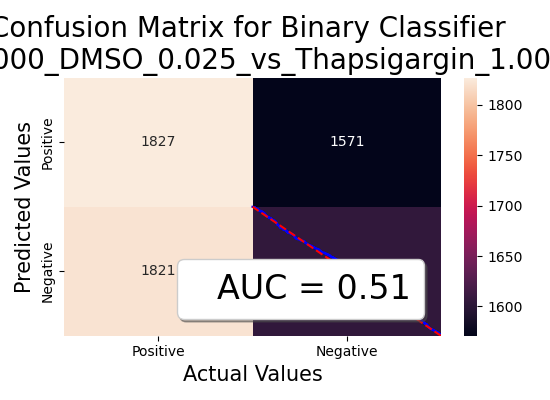 Confusion Matrix for Binary Classifier
000_DMSO_0.025_vs_Thapsigargin_1.00
Predicted Values
Positive
Negative
1827
1571
1821
AUC = 0.51
Positive
Negative
Actual Values
1800
1750
1700
1650
1600